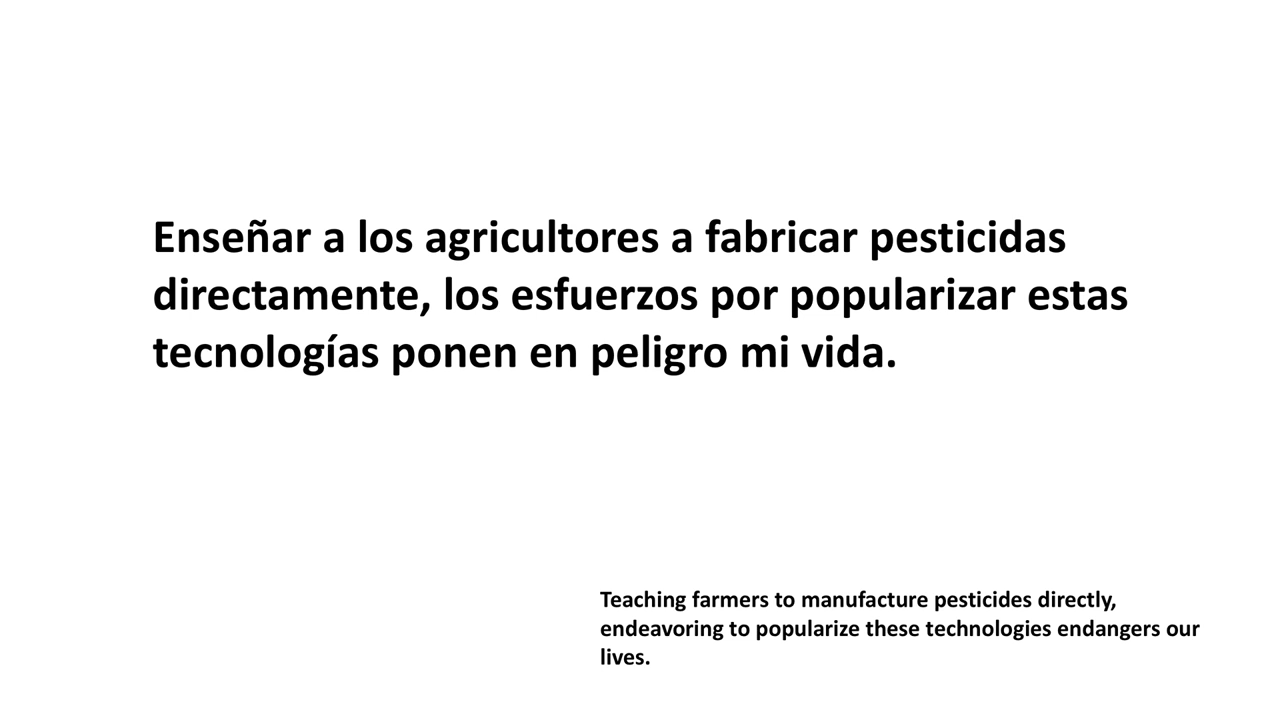 Enseñar a los agricultores a fabricar pesticidas
directamente, los esfuerzos por popularizar estas
tecnologías ponen en peligro mi vida.
Teaching farmers to manufacture pesticides directly,
endeavoring to popularize these technologies endangers our
lives.